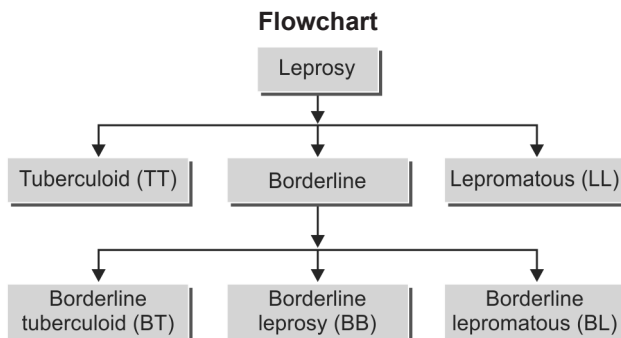 Flowchart
Leprosy
Tuberculoid (TT)
Borderline
Lepromatous (LL)
Borderline
tuberculoid (BT)
Borderline
leprosy (BB)
Borderline
lepromatous (BL)